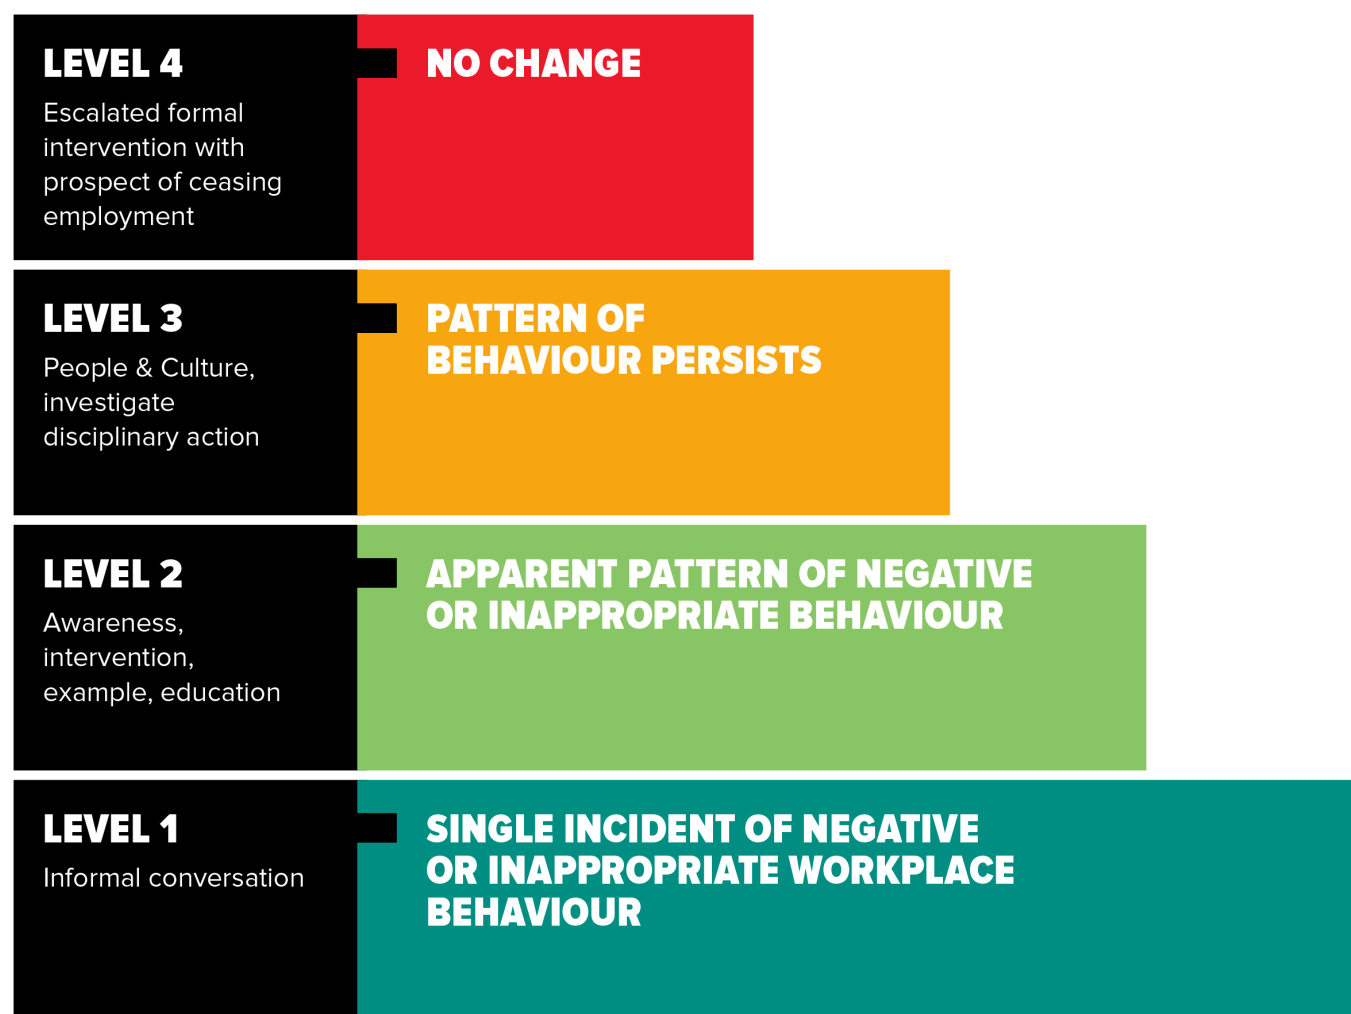 LEVEL 4
Escalated formal
intervention with
prospect of ceasing
employment
NO CHANGE
LEVEL 3
People & Culture,
investigate
disciplinary action
PATTERN OF
BEHAVIOUR PERSISTS
LEVEL 2
Awareness,
intervention,
example, education
APPARENT PATTERN OF NEGATIVE
OR INAPPROPRIATE BEHAVIOUR
LEVEL 1
Informal conversation
SINGLE INCIDENT OF NEGATIVE
OR INAPPROPRIATE WORKPLACE
BEHAVIOUR